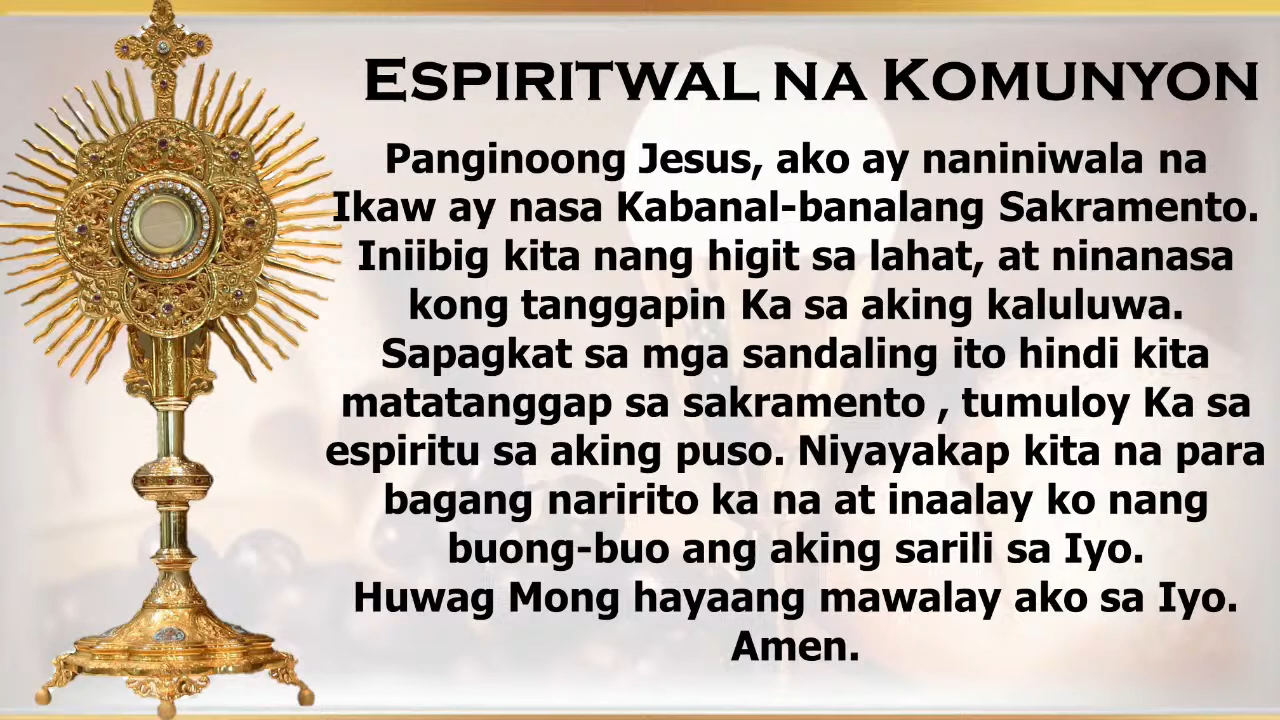 ESPIRITWAL NA KOMUNYON
Panginoong Jesus, ako ay naniniwala na
Ikaw ay nasa Kabanal-banalang Sakramento.
Iniibig kita nang higit sa lahat, at ninanasa
kong tanggapin Ka sa aking kaluluwa.
Sapagkat sa mga sandaling ito hindi kita
matatanggap sa sakramento , tumuloy Ka sa
espiritu sa aking puso. Niyayakap kita na para
bagang naririto ka na at inaalay ko nang
buong-buo ang aking sarili sa Iyo.
Huwag Mong hayaang mawalay ako sa Iyo.
Amen.